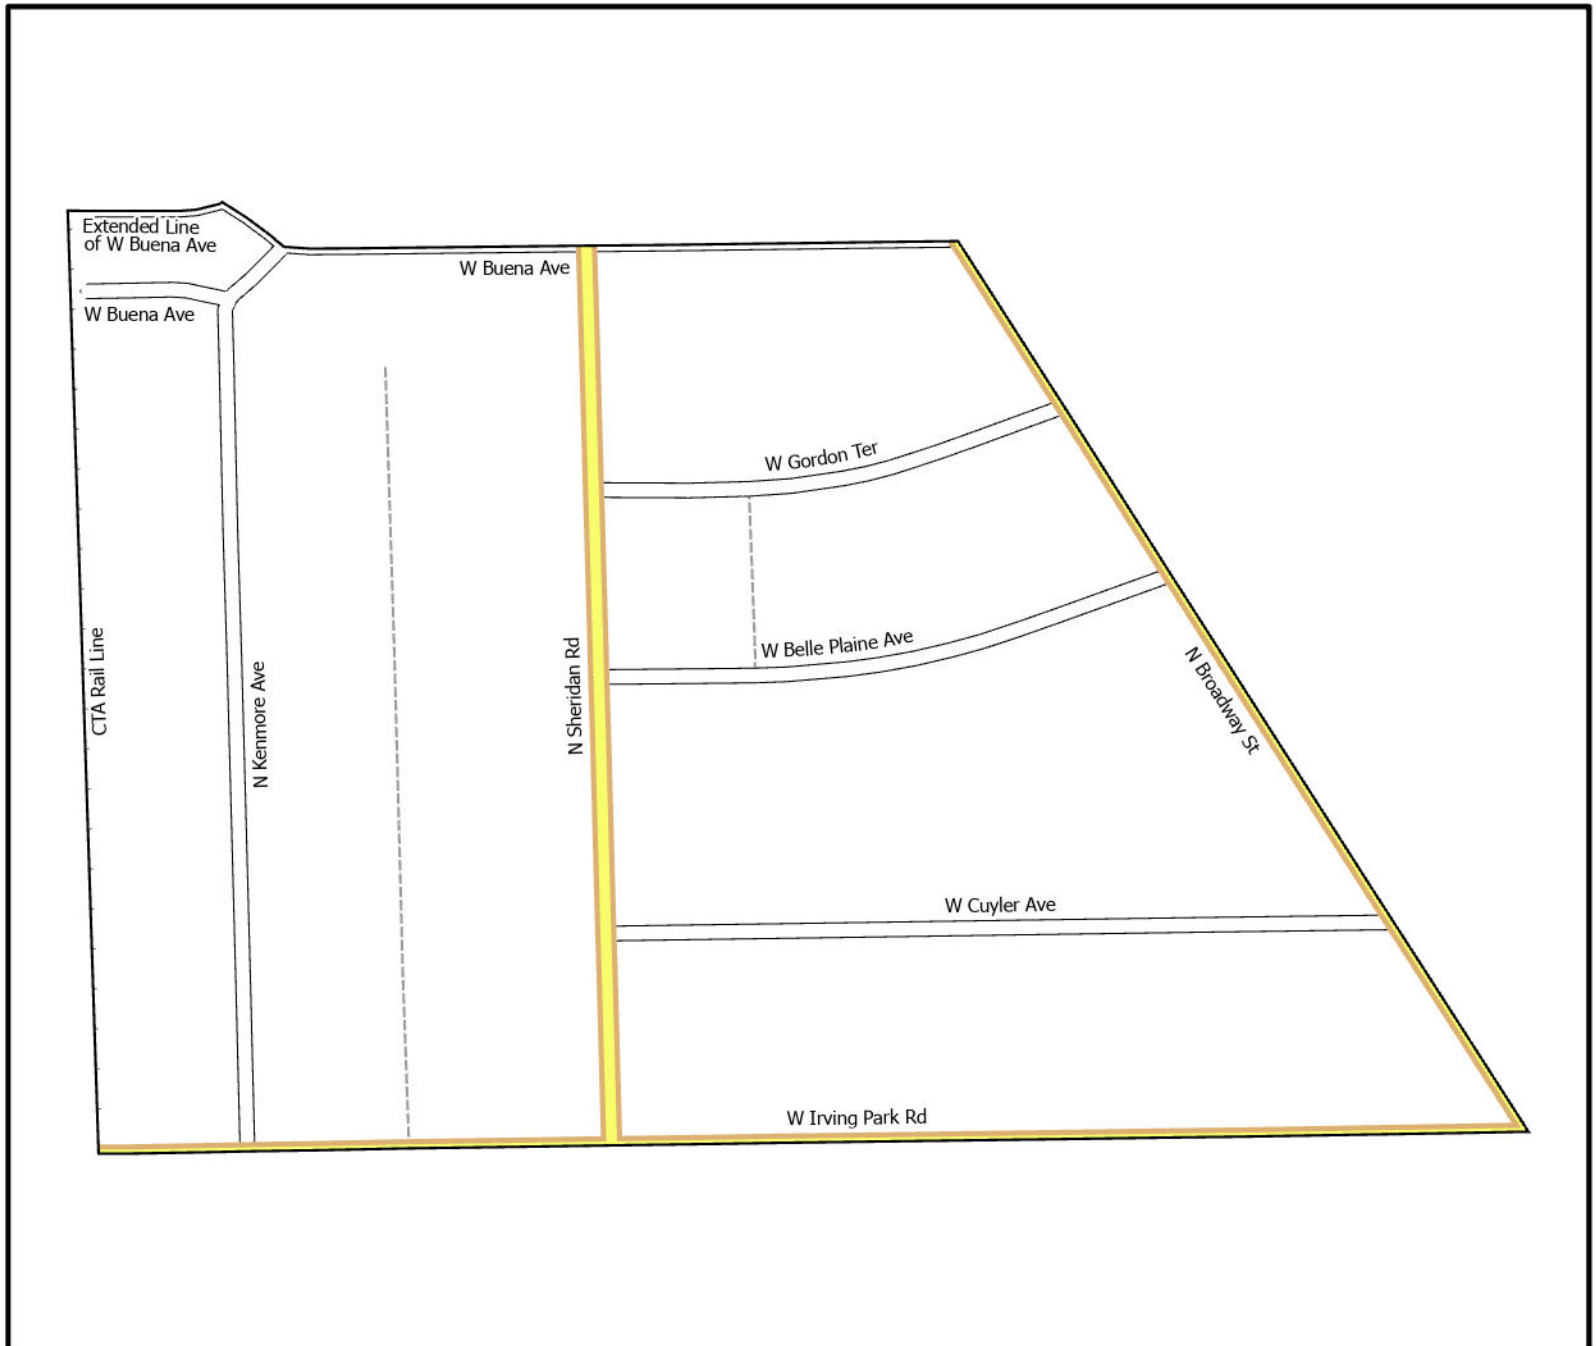 Extended Line
of W Buena Ave
W Buena Ave
W Buena Ave
W Gordon Ter
W Belle Plaine Ave
CTA Rail Line
N Kenmore Ave
N Sheridan Rd
N Broadway St
W Cuyler Ave
W Irving Park Rd